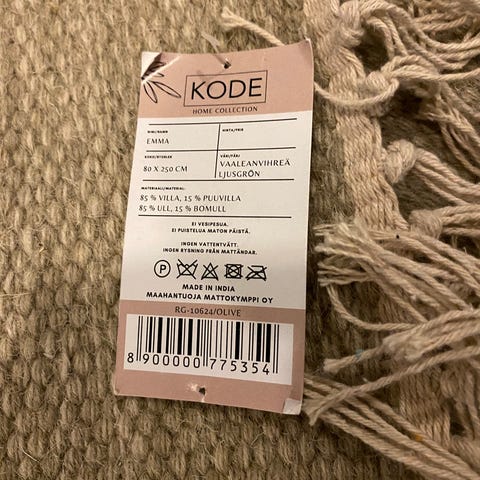 KODE
HOME COLLECTION
NIMI/NAMN
EMMA
HINTA/PRIS
KOKO/STORLEK
80 X 250 CM
VÄRI/FÄRG
VAALEANVIHREÄ
LJUSGRÖN
MATERIAALI/MATERIAL:
85 % VILLA, 15 % PUUVILLA
85 % ULL, 15 % BOMULL
EI VESIPESUA.
EI PUISTELUA MATON PÄISTÄ.
INGEN VATTENTVÄTT.
INGEN RYSNING FRÅN MATTÄNDAR.
P
MADE IN INDIA
MAAHANTUOJA MATTOKYMPPI OY
RG-10624/OLIVE
8 900000 775354